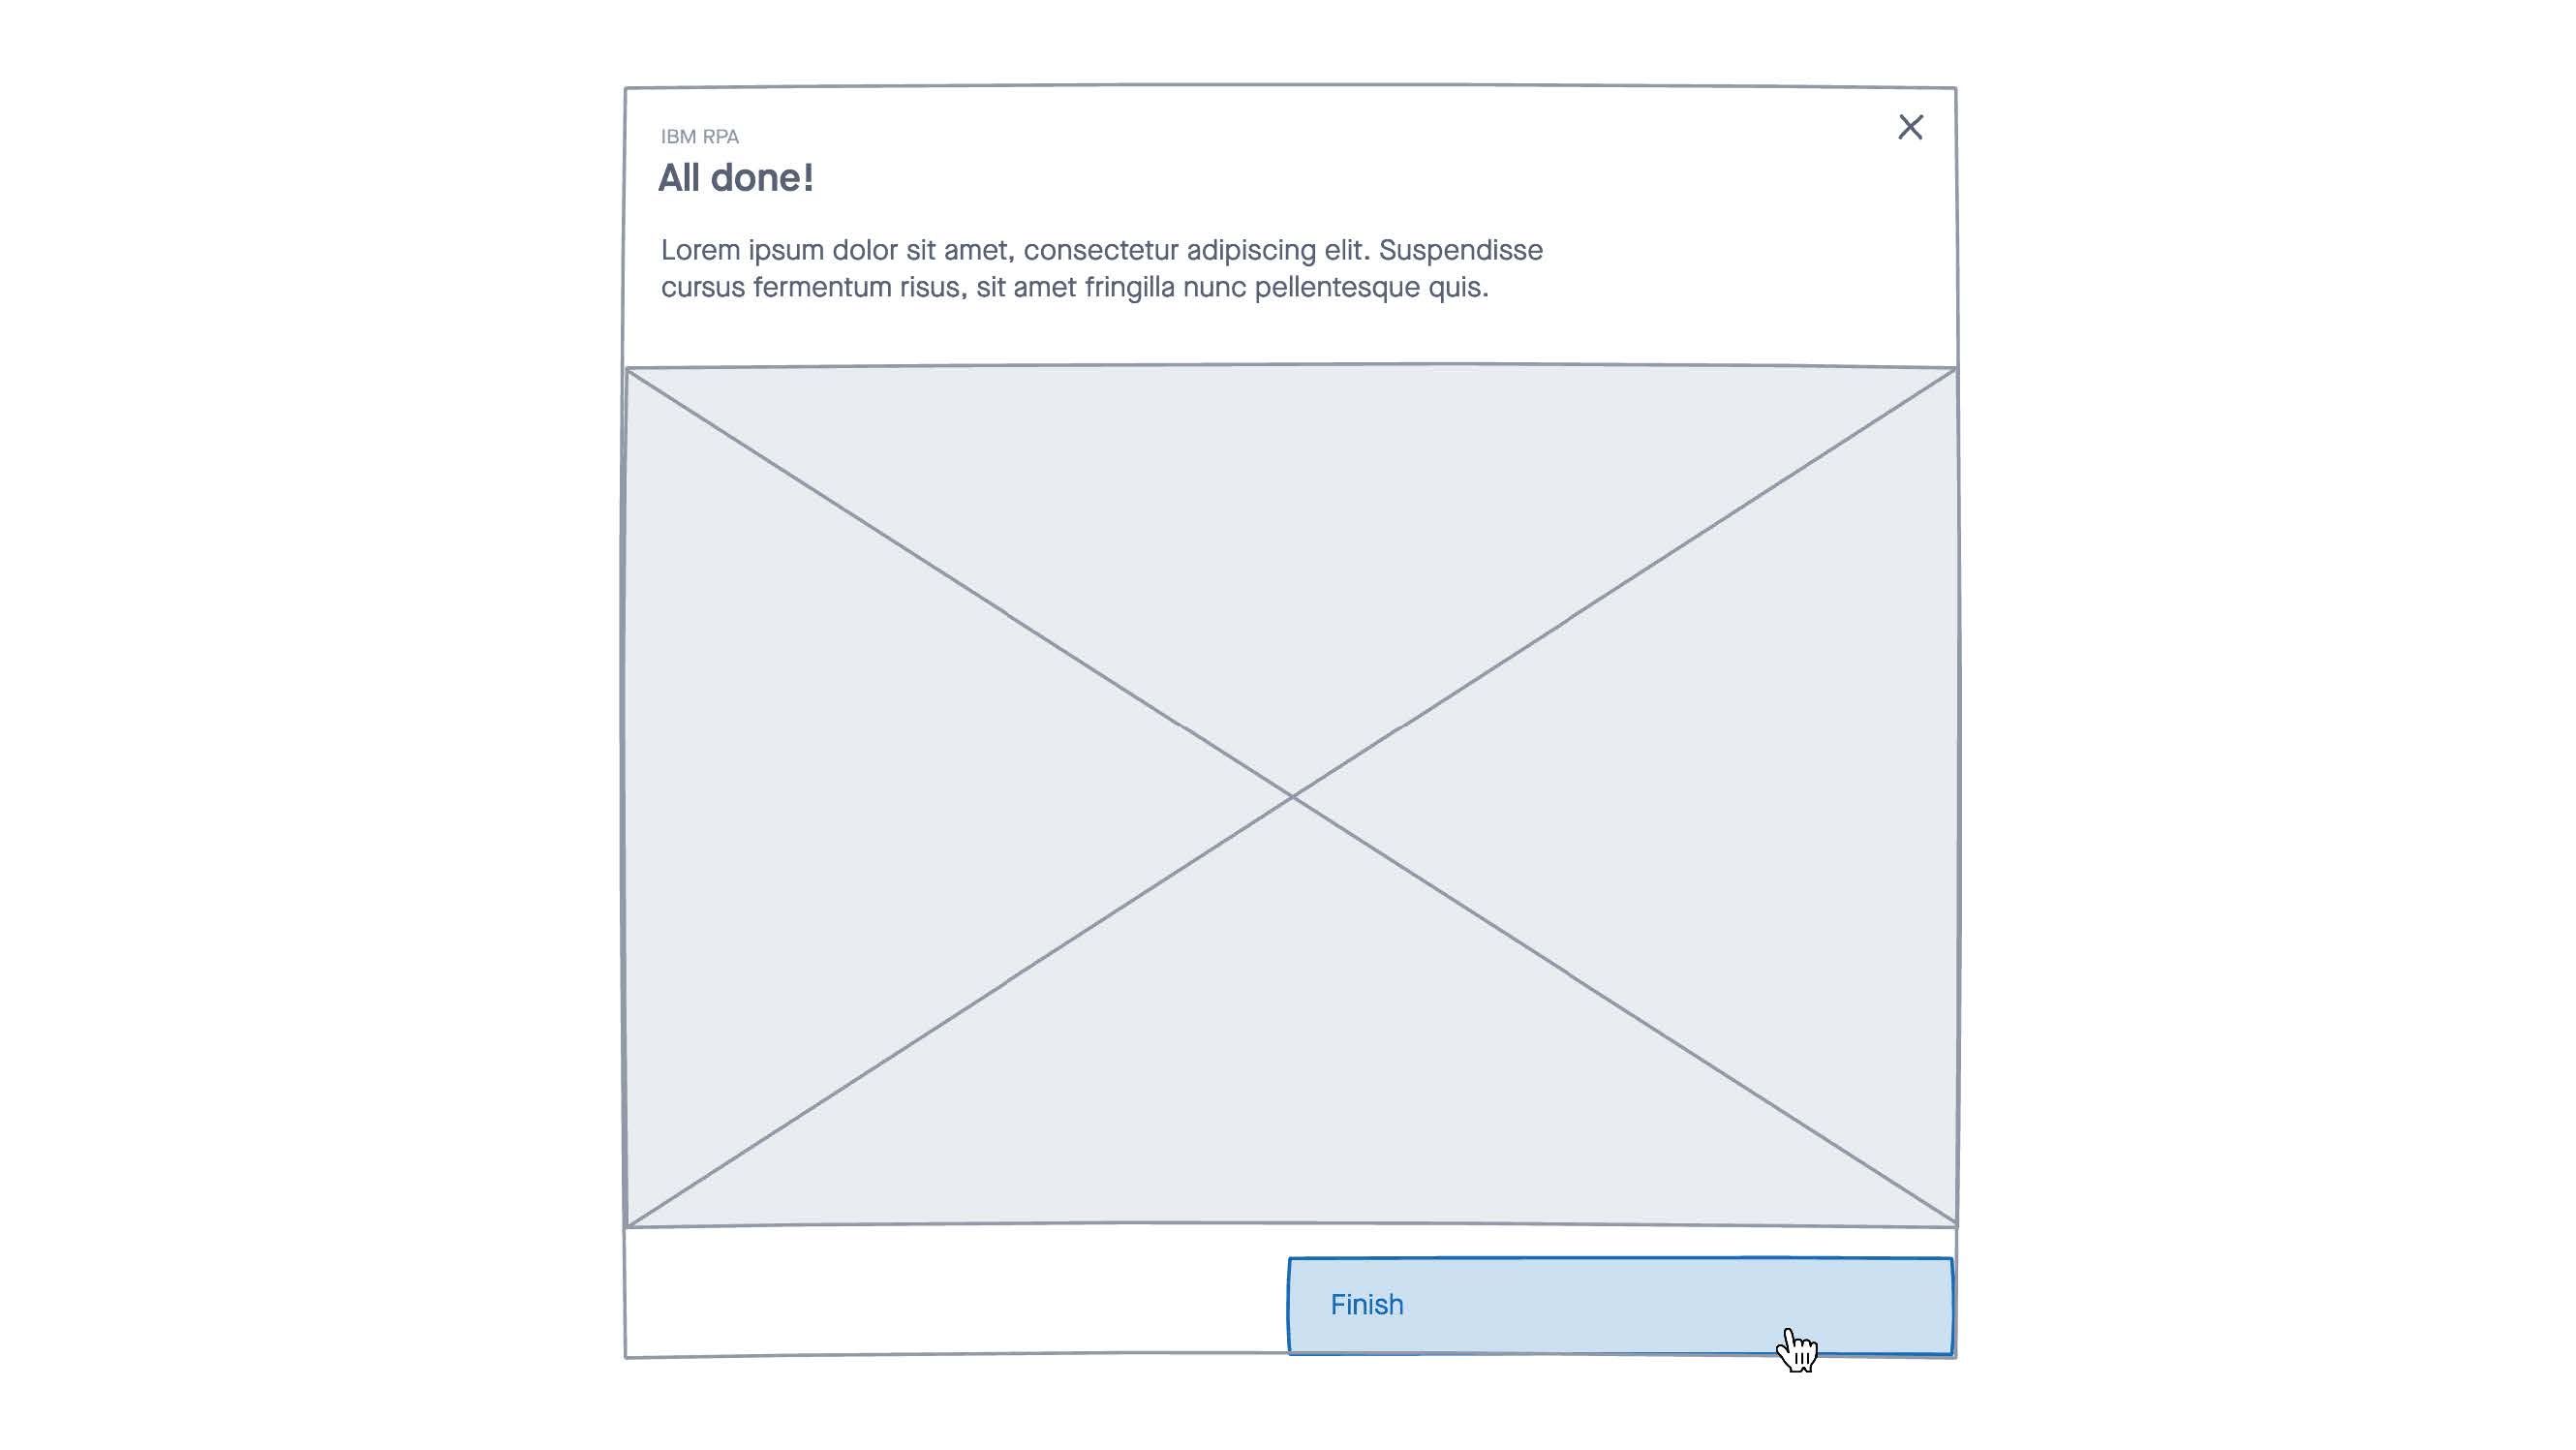 IBM RPA
All done!
Lorem ipsum dolor sit amet, consectetur adipiscing elit. Suspendisse
cursus fermentum risus, sit amet fringilla nunc pellentesque quis.
Finish